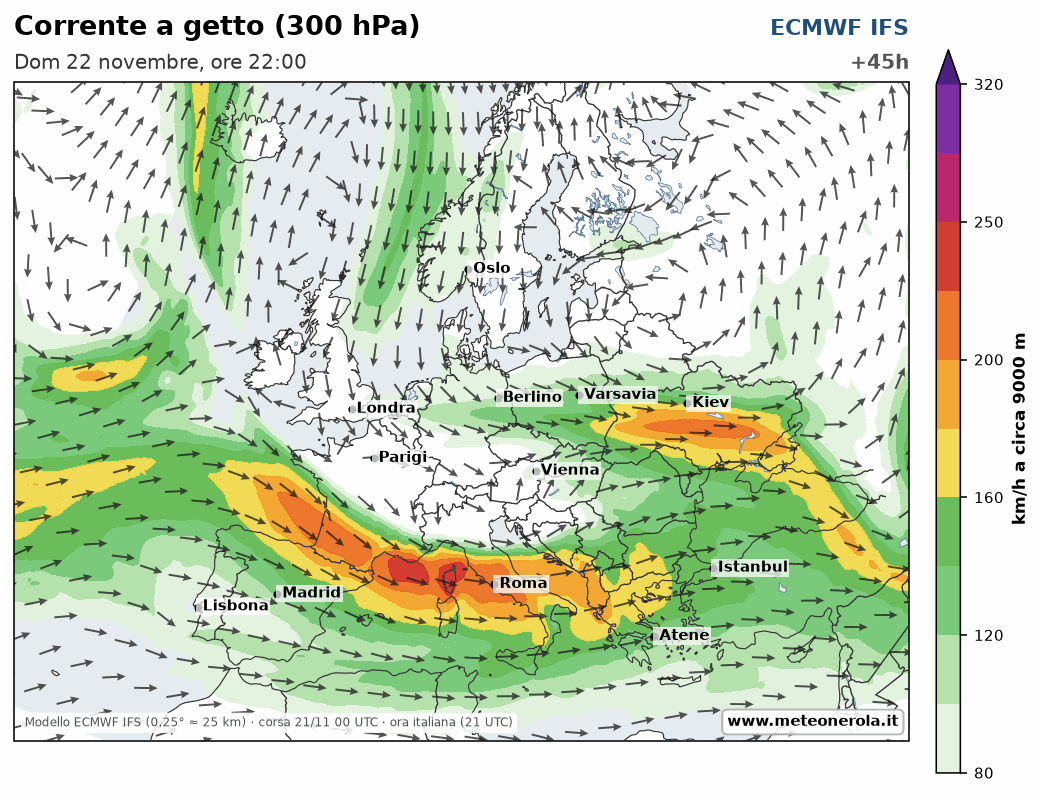 Corrente a getto (300 hPa)
ECMWF IFS
Dom 22 novembre, ore 22:00
+45h
320
250
200
160
120
80
km/h a circa 9000 m
Oslo
Berlino
Varsavia
Kiev
Londra
Parigi
Vienna
Istanbul
Roma
Madrid
Lisbona
Atene
Modello ECMWF IFS (0,25° ≈ 25 km) · corsa 21/11 00 UTC · ora italiana (21 UTC)
www.meteonerola.it